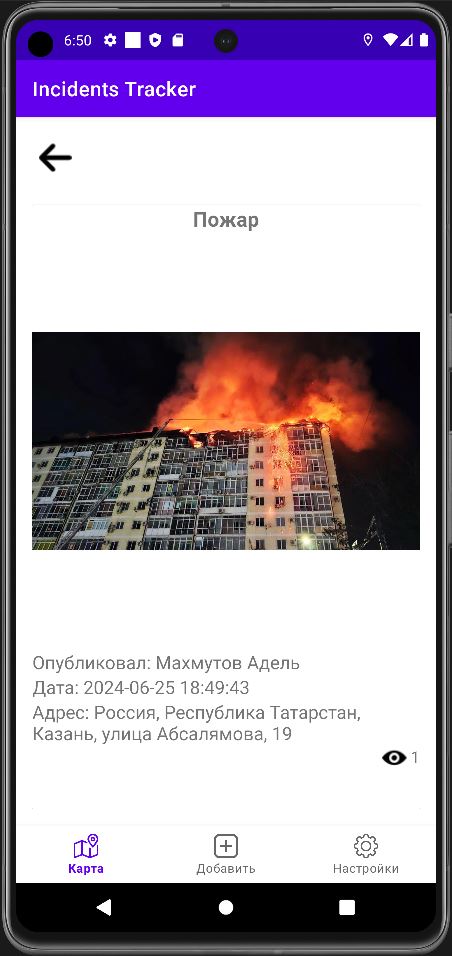 6:50
Incidents Tracker
Пожар
Опубликовал: Махмутов Адель
Дата: 2024-06-25 18:49:43
Адрес: Россия, Республика Татарстан,
Казань, улица Абсалямова, 19
1
Карта
Добавить
Настройки